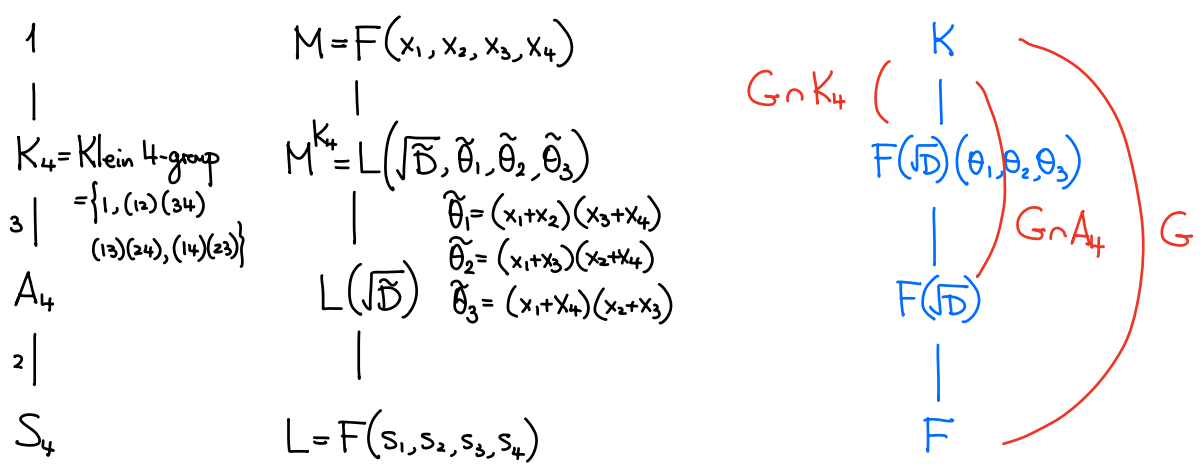 1
K₄ = Klein 4-group
= {1, (12)(34)
(13)(24), (14)(23)}
3
A₄
2
S₄
M = F(x₁, x₂, x₃, x₄)
M^K₄ = L(√D̃, θ̃₁, θ̃₂, θ̃₃)
θ̃₁ = (x₁+x₂)(x₃+x₄)
θ̃₂ = (x₁+x₃)(x₂+x₄)
θ̃₃ = (x₁+x₄)(x₂+x₃)
L(√D̃)
L = F(s₁, s₂, s₃, s₄)
K
G∩K₄
F(√D)(θ₁, θ₂, θ₃)
G∩A₄
G
F(√D)
F